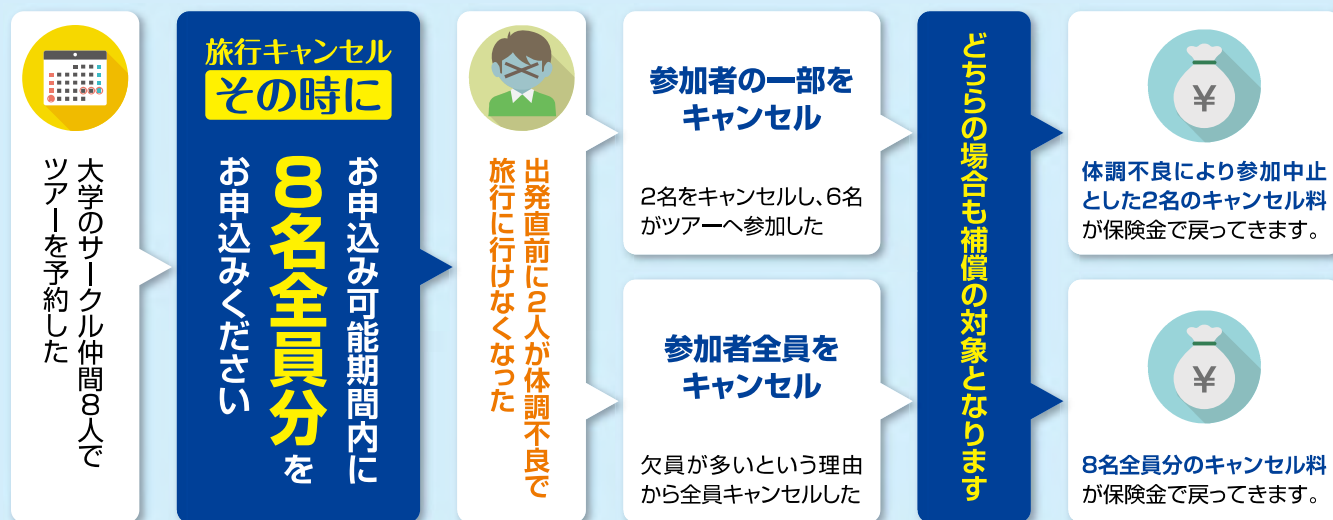 大学のサークル仲間8人で
ツアーを予約した
旅行キャンセル
その時に
お申込み可能期間内に
8名全員分を
お申込みください
出発直前に2人が体調不良で
旅行に行けなくなった
参加者の一部を
キャンセル
2名をキャンセルし、6名
がツアーへ参加した
参加者全員を
キャンセル
欠員が多いという理由
から全員キャンセルした
どちらの場合も補償の対象となります
¥
体調不良により参加中止
とした2名のキャンセル料
が保険金で戻ってきます。
¥
8名全員分のキャンセル料
が保険金で戻ってきます。